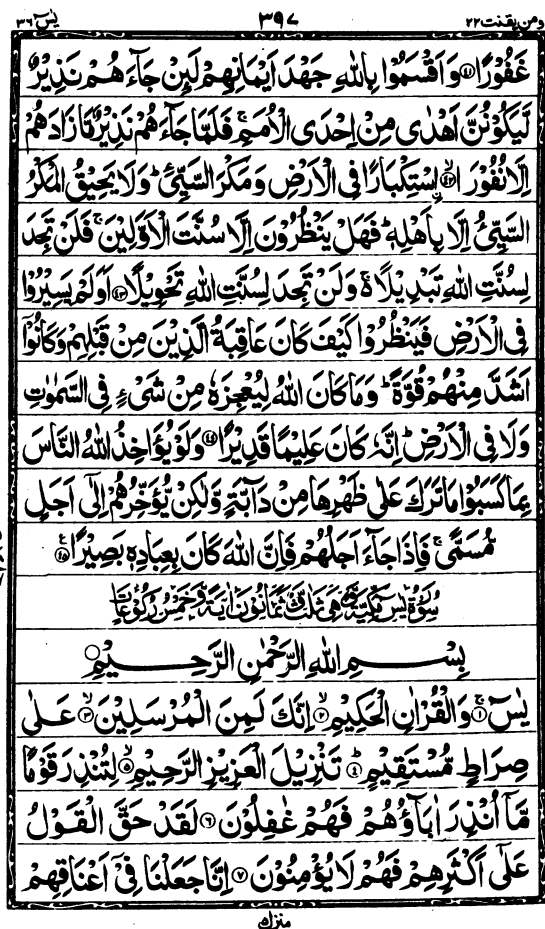 ومن يقنت ٢٢
٣٩٧
يٰسٓ ٣٦
غَفُوْرًا ﴿٤١﴾ وَاَقْسَمُوْا بِاللّٰهِ جَهْدَ اَيْمَانِهِمْ لَئِنْ جَآءَهُمْ نَذِيْرٌ
لَّيَكُوْنُنَّ اَهْدٰى مِنْ اِحْدَى الْاُمَمِ ۚ فَلَمَّا جَآءَهُمْ نَذِيْرٌ مَّا زَادَهُمْ
اِلَّا نُفُوْرًا ﴿٤٢﴾ اِۨسْتِكْبَارًا فِى الْاَرْضِ وَمَكْرَ السَّيِّئِ ؕ وَلَا يَحِيْقُ الْمَكْرُ
السَّيِّئُ اِلَّا بِاَهْلِهٖ ؕ فَهَلْ يَنْظُرُوْنَ اِلَّا سُنَّتَ الْاَوَّلِيْنَ ۚ فَلَنْ تَجِدَ
لِسُنَّتِ اللّٰهِ تَبْدِيْلًا ۚ۬ وَلَنْ تَجِدَ لِسُنَّتِ اللّٰهِ تَحْوِيْلًا ﴿٤٣﴾ اَوَلَمْ يَسِيْرُوْا
فِى الْاَرْضِ فَيَنْظُرُوْا كَيْفَ كَانَ عَاقِبَةُ الَّذِيْنَ مِنْ قَبْلِهِمْ وَكَانُوْۤا
اَشَدَّ مِنْهُمْ قُوَّةً ؕ وَمَا كَانَ اللّٰهُ لِيُعْجِزَهٗ مِنْ شَىْءٍ فِى السَّمٰوٰتِ
وَلَا فِى الْاَرْضِ ؕ اِنَّهٗ كَانَ عَلِيْمًا قَدِيْرًا ﴿٤٤﴾ وَلَوْ يُؤَاخِذُ اللّٰهُ النَّاسَ
بِمَا كَسَبُوْا مَا تَرَكَ عَلٰى ظَهْرِهَا مِنْ دَآبَّةٍ وَّلٰكِنْ يُّؤَخِّرُهُمْ اِلٰٓى اَجَلٍ
مُّسَمًّى ۚ فَاِذَا جَآءَ اَجَلُهُمْ فَاِنَّ اللّٰهَ كَانَ بِعِبَادِهٖ بَصِيْرًا ﴿٤٥﴾
سُوْرَةُ يٰسٓ مَكِّيَّةٌ وَّهِىَ ثَلٰثٌ وَّثَمَانُوْنَ اٰيَةً وَّخَمْسُ رُكُوْعَاتٍ
بِسْمِ اللّٰهِ الرَّحْمٰنِ الرَّحِيْمِ
يٰسٓ ﴿١﴾ وَالْقُرْاٰنِ الْحَكِيْمِ ﴿٢﴾ اِنَّكَ لَمِنَ الْمُرْسَلِيْنَ ﴿٣﴾ عَلٰى
صِرَاطٍ مُّسْتَقِيْمٍ ﴿٤﴾ تَنْزِيْلَ الْعَزِيْزِ الرَّحِيْمِ ﴿٥﴾ لِتُنْذِرَ قَوْمًا
مَّاۤ اُنْذِرَ اٰبَآؤُهُمْ فَهُمْ غٰفِلُوْنَ ﴿٦﴾ لَقَدْ حَقَّ الْقَوْلُ
عَلٰٓى اَكْثَرِهِمْ فَهُمْ لَا يُؤْمِنُوْنَ ﴿٧﴾ اِنَّا جَعَلْنَا فِىْۤ اَعْنَاقِهِمْ
منزل ٥